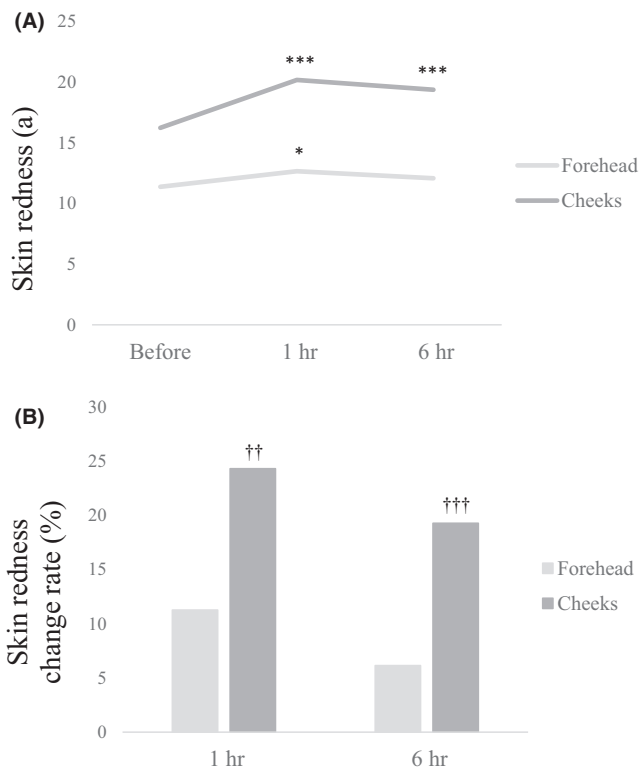 (A)
Skin redness (a)
25
20
15
10
5
0
***
***
*
Before
1 hr
6 hr
Forehead
Cheeks
(B)
Skin redness
change rate (%)
30
25
20
15
10
5
0
††
†††
1 hr
6 hr
Forehead
Cheeks